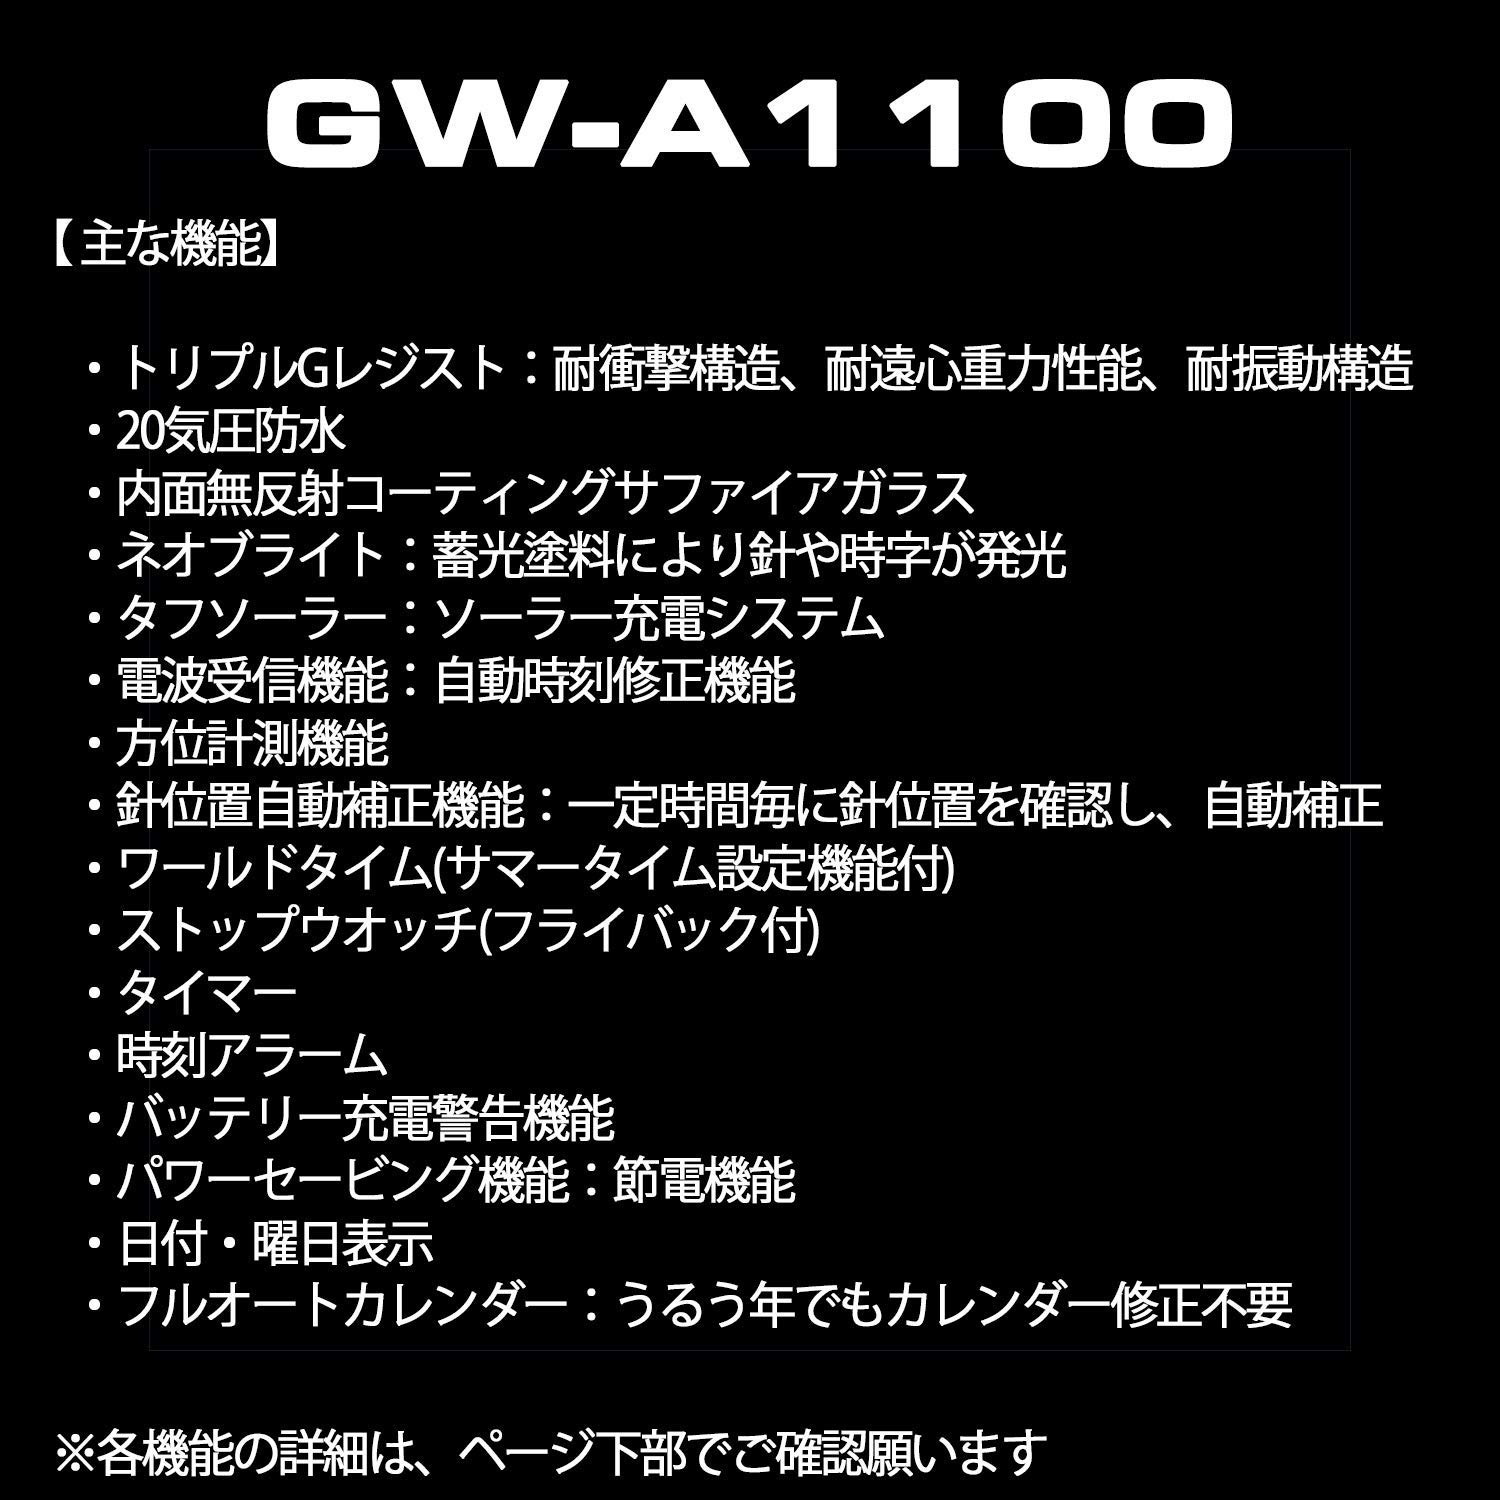 GW-A1100
【主な機能】
・トリプルGレジスト：耐衝撃構造、耐遠心重力性能、耐振動構造
・20気圧防水
・内面無反射コーティングサファイアガラス
・ネオブライト：蓄光塗料により針や時字が発光
・タフソーラー：ソーラー充電システム
・電波受信機能：自動時刻修正機能
・方位計測機能
・針位置自動補正機能：一定時間毎に針位置を確認し、自動補正
・ワールドタイム(サマータイム設定機能付)
・ストップウオッチ(フライバック付)
・タイマー
・時刻アラーム
・バッテリー充電警告機能
・パワーセービング機能：節電機能
・日付・曜日表示
・フルオートカレンダー：うるう年でもカレンダー修正不要
※各機能の詳細は、ページ下部でご確認願います